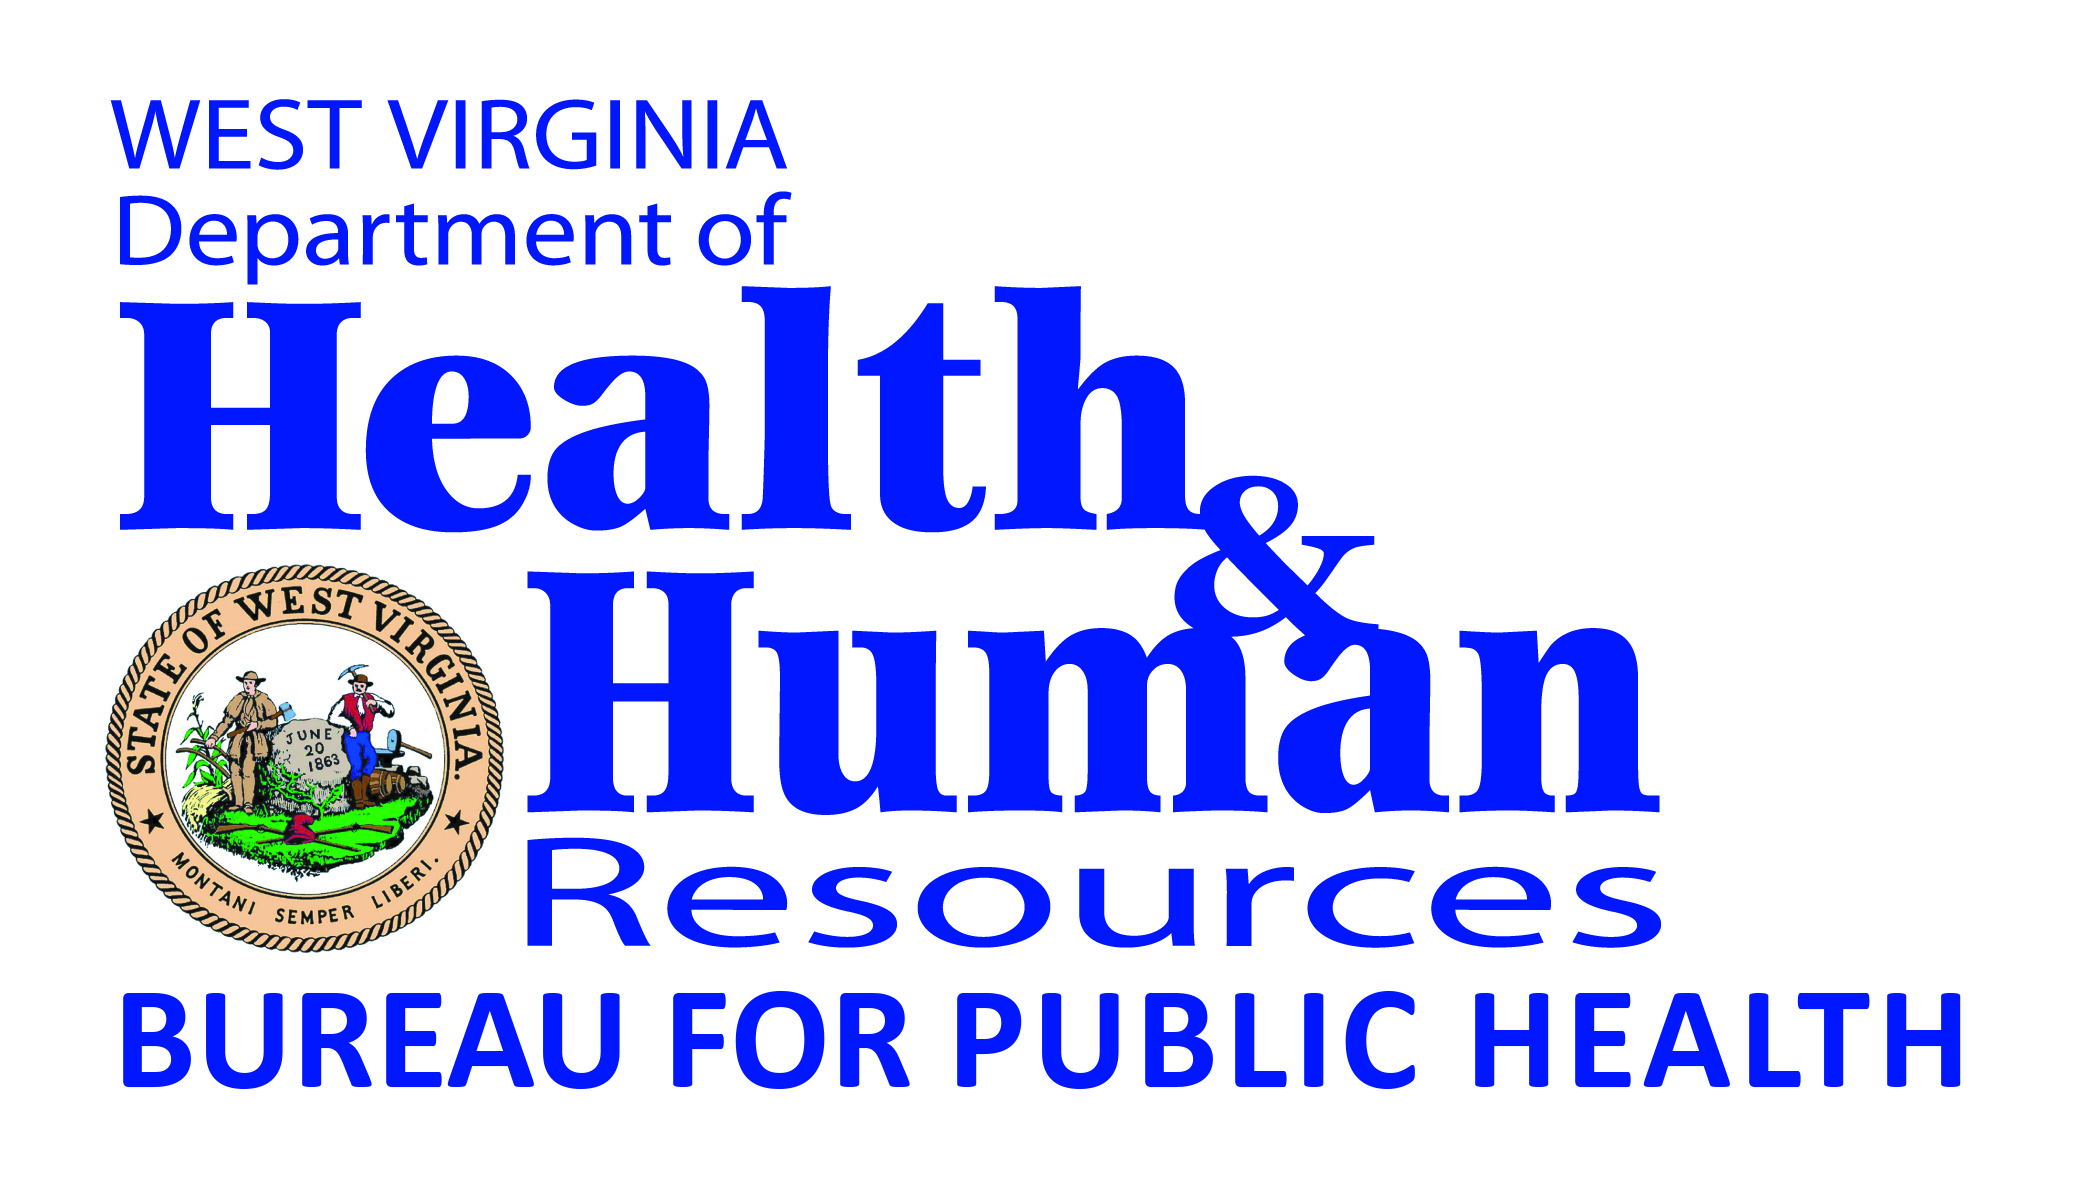 WEST VIRGINIA
Department of
Health
&
Human
Resources
STATE OF WEST VIRGINIA.
JUNE
20
1863
MONTANI SEMPER LIBERI.
BUREAU FOR PUBLIC HEALTH